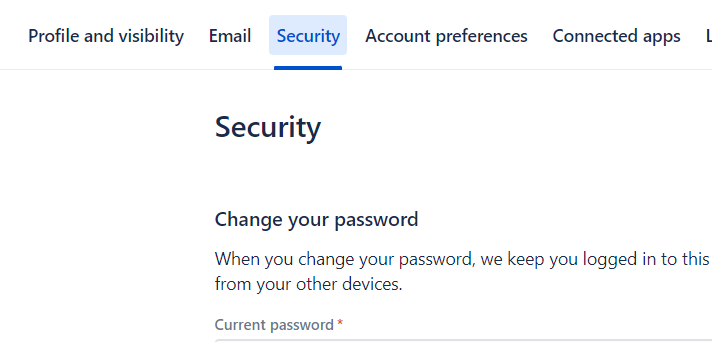 Profile and visibility Email Security Account preferences Connected apps L
Security
Change your password
When you change your password, we keep you logged in to this
from your other devices.
Current password *